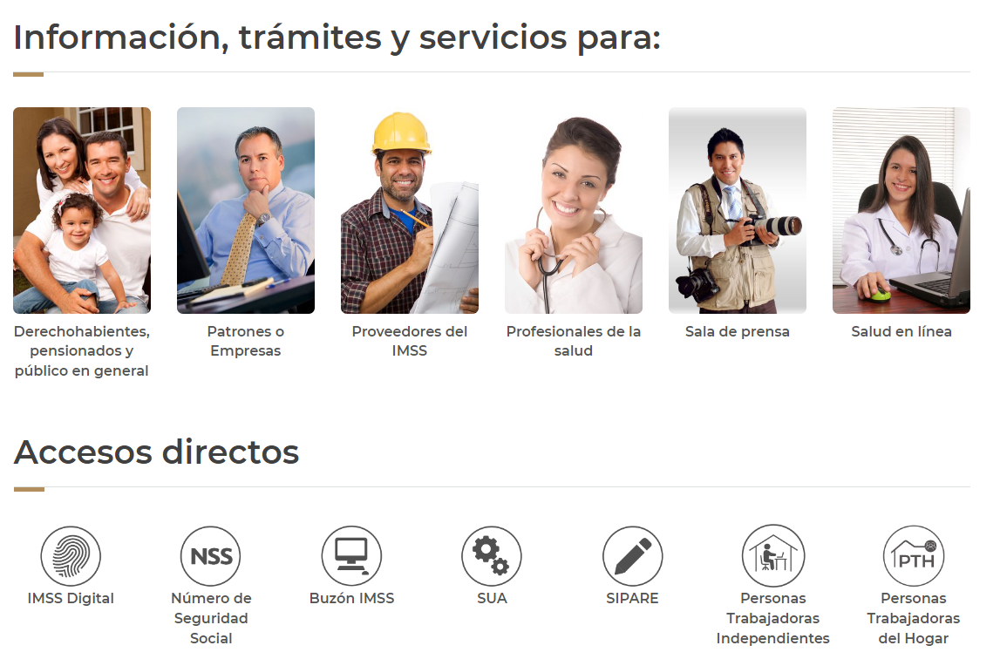 Información, trámites y servicios para:
Derechohabientes,
pensionados y
público en general
Patrones o
Empresas
Proveedores del
IMSS
Profesionales de la
salud
Sala de prensa
Salud en línea
Accesos directos
IMSS Digital
NSS
Número de
Seguridad
Social
Buzón IMSS
SUA
SIPARE
Personas
Trabajadoras
Independientes
PTH
Personas
Trabajadoras
del Hogar